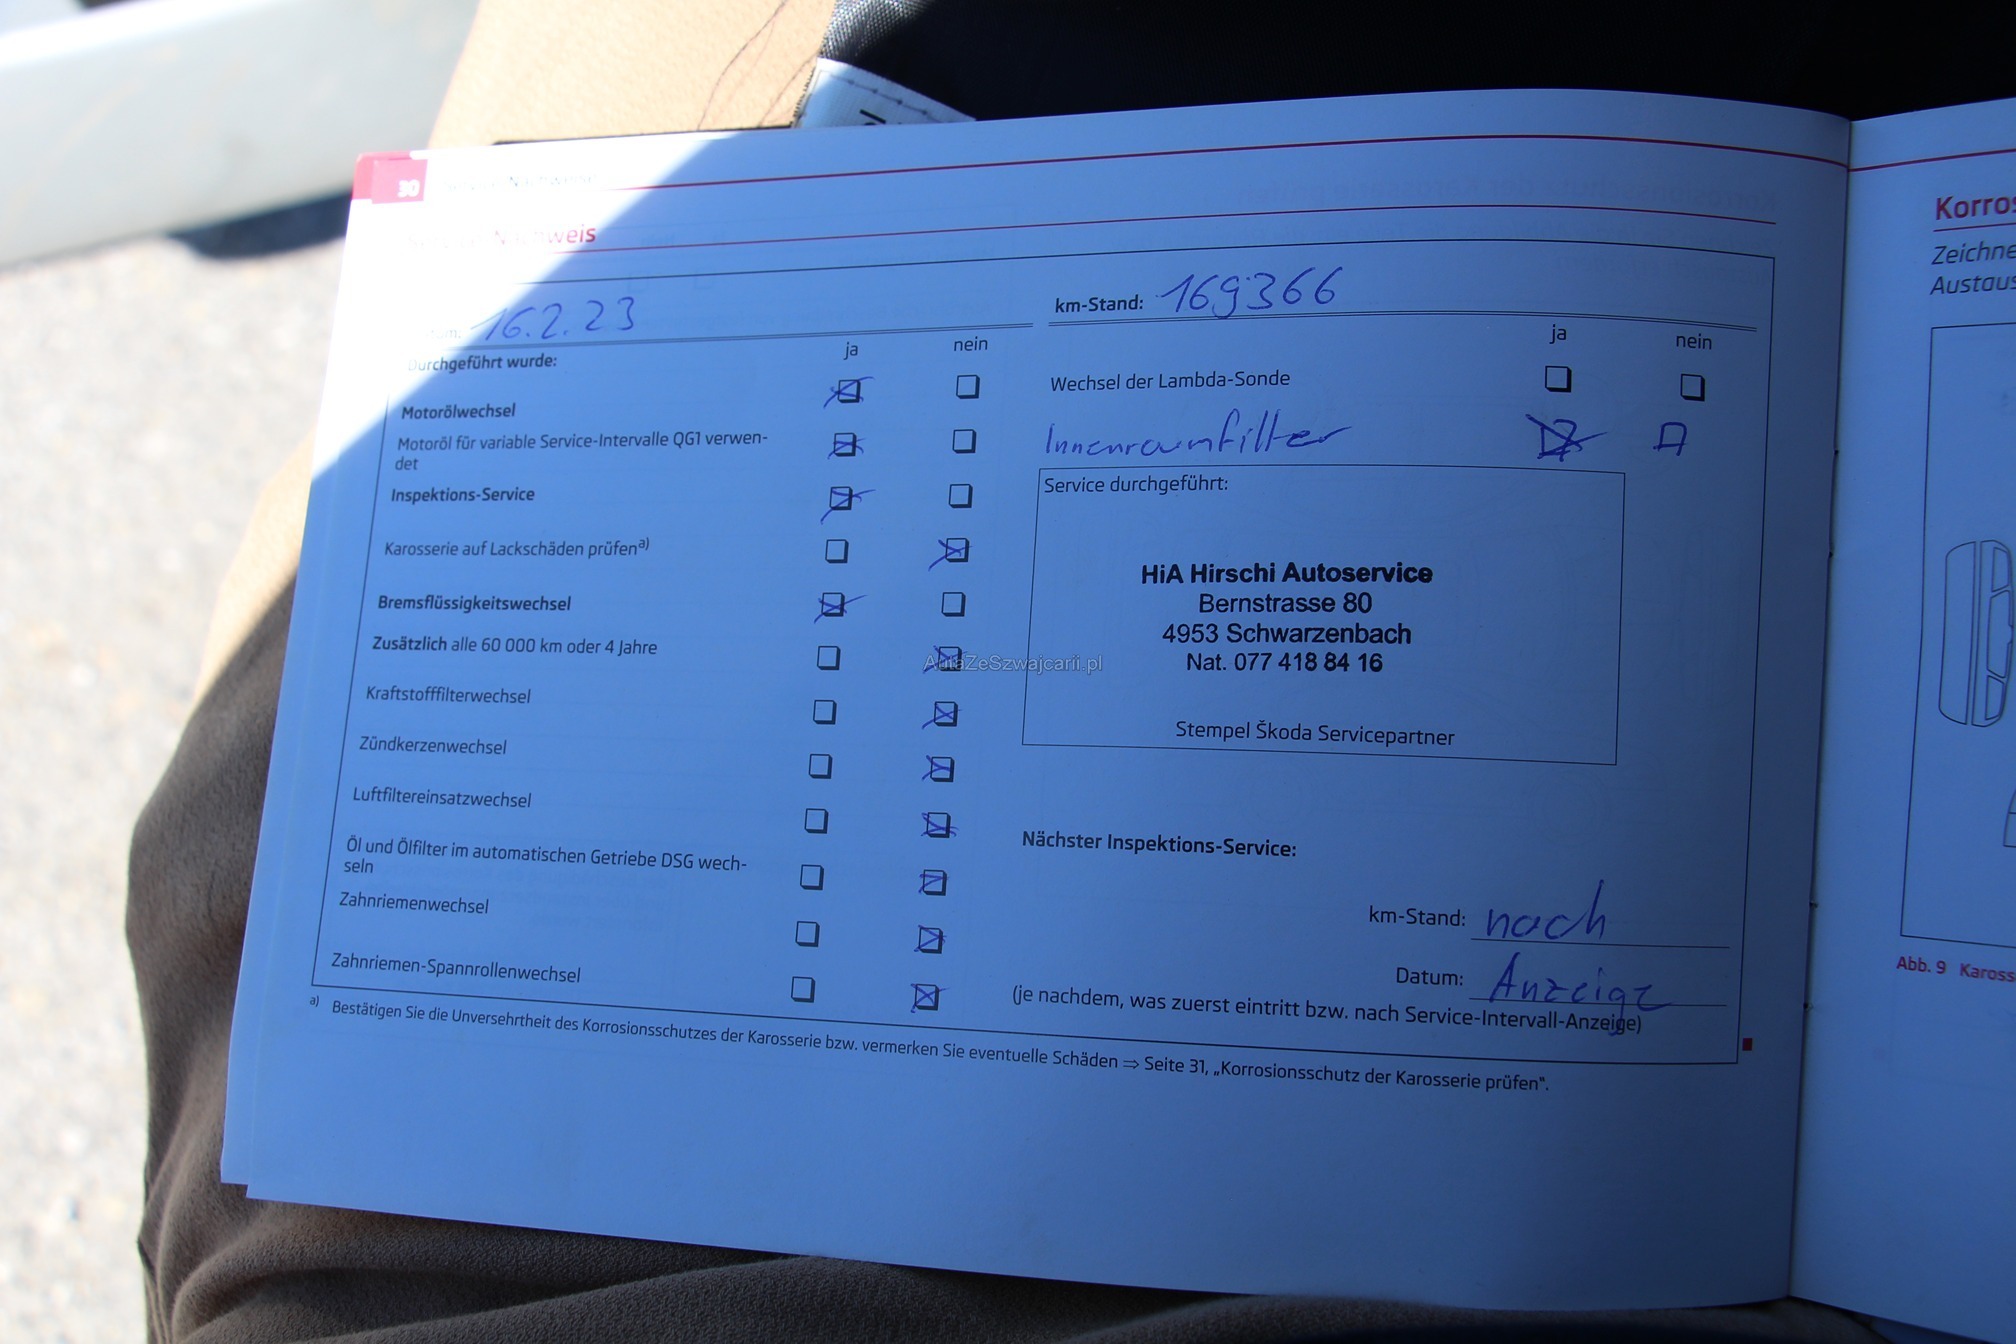 30
Nachweis
16.2.23
km-Stand: 169366
Durchgeführt wurde:
ja nein
ja nein
Motorölwechsel
Motoröl für variable Service-Intervalle QG1 verwen-
det
Inspektions-Service
Karosserie auf Lackschäden prüfen a)
Bremsflüssigkeitswechsel
Zusätzlich alle 60 000 km oder 4 Jahre
Kraftstofffilterwechsel
Zündkerzenwechsel
Luftfiltereinsatzwechsel
Öl und Ölfilter im automatischen Getriebe DSG wech-
seln
Zahnriemenwechsel
Zahnriemen-Spannrollenwechsel
Wechsel der Lambda-Sonde
Innenraumfilter
Service durchgeführt:
HiA Hirschi Autoservice
Bernstrasse 80
4953 Schwarzenbach
Nat. 077 418 84 16
Stempel Škoda Servicepartner
Nächster Inspektions-Service:
km-Stand: nach
Datum: Anzeige
(je nachdem, was zuerst eintritt bzw. nach Service-Intervall-Anzeige)
a) Bestätigen Sie die Unversehrtheit des Korrosionsschutzes der Karosserie bzw. vermerken Sie eventuelle Schäden ⇒ Seite 31, „Korrosionsschutz der Karosserie prüfen".
AutaZeSzwajcarii.pl
Korros
Zeichne
Austaus
Abb. 9 Kaross